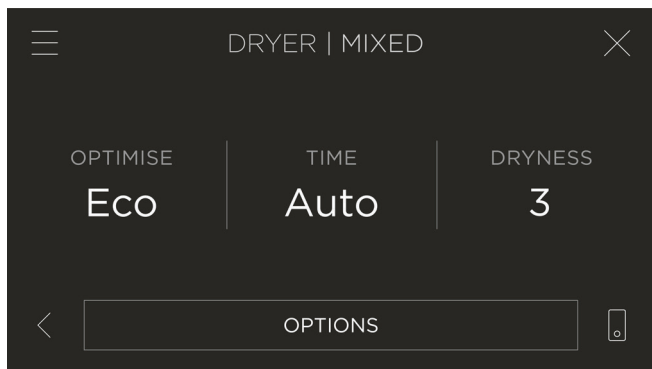 DRYER | MIXED
OPTIMISE TIME DRYNESS
Eco Auto 3
OPTIONS